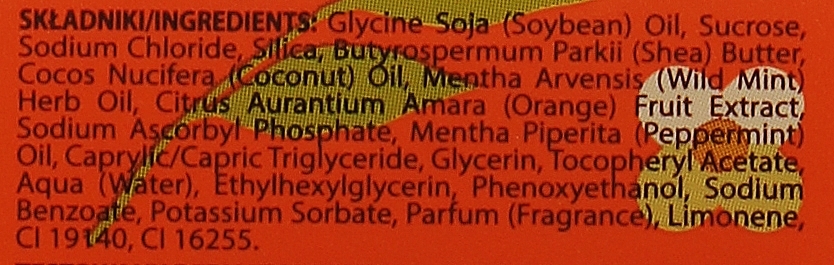 SKŁADNIKI/INGREDIENTS: Glycine Soja (Soybean) Oil, Sucrose,
Sodium Chloride, Silica, Butyrospermum Parkii (Shea) Butter,
Cocos Nucifera (Coconut) Oil, Mentha Arvensis (Wild Mint)
Herb Oil, Citrus Aurantium Amara (Orange) Fruit Extract,
Sodium Ascorbyl Phosphate, Mentha Piperita (Peppermint)
Oil, Caprylic/Capric Triglyceride, Glycerin, Tocopheryl Acetate,
Aqua (Water), Ethylhexylglycerin, Phenoxyethanol, Sodium
Benzoate, Potassium Sorbate, Parfum (Fragrance), Limonene,
CI 19140, CI 16255.